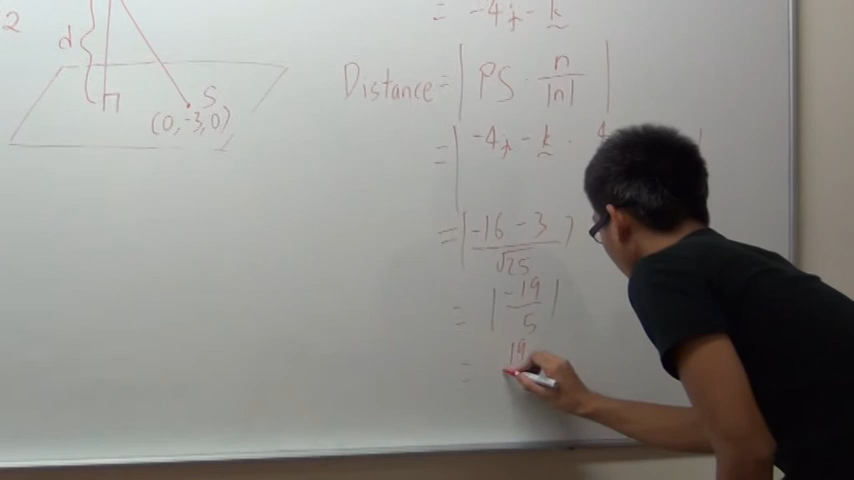 2
d
S
(0,-3,0)
= -4j - k
Distance = | PS · n/|n| |
= | -4j - k · 4
= | (-16 - 3)/√25 |
= | -19/5 |
= 19